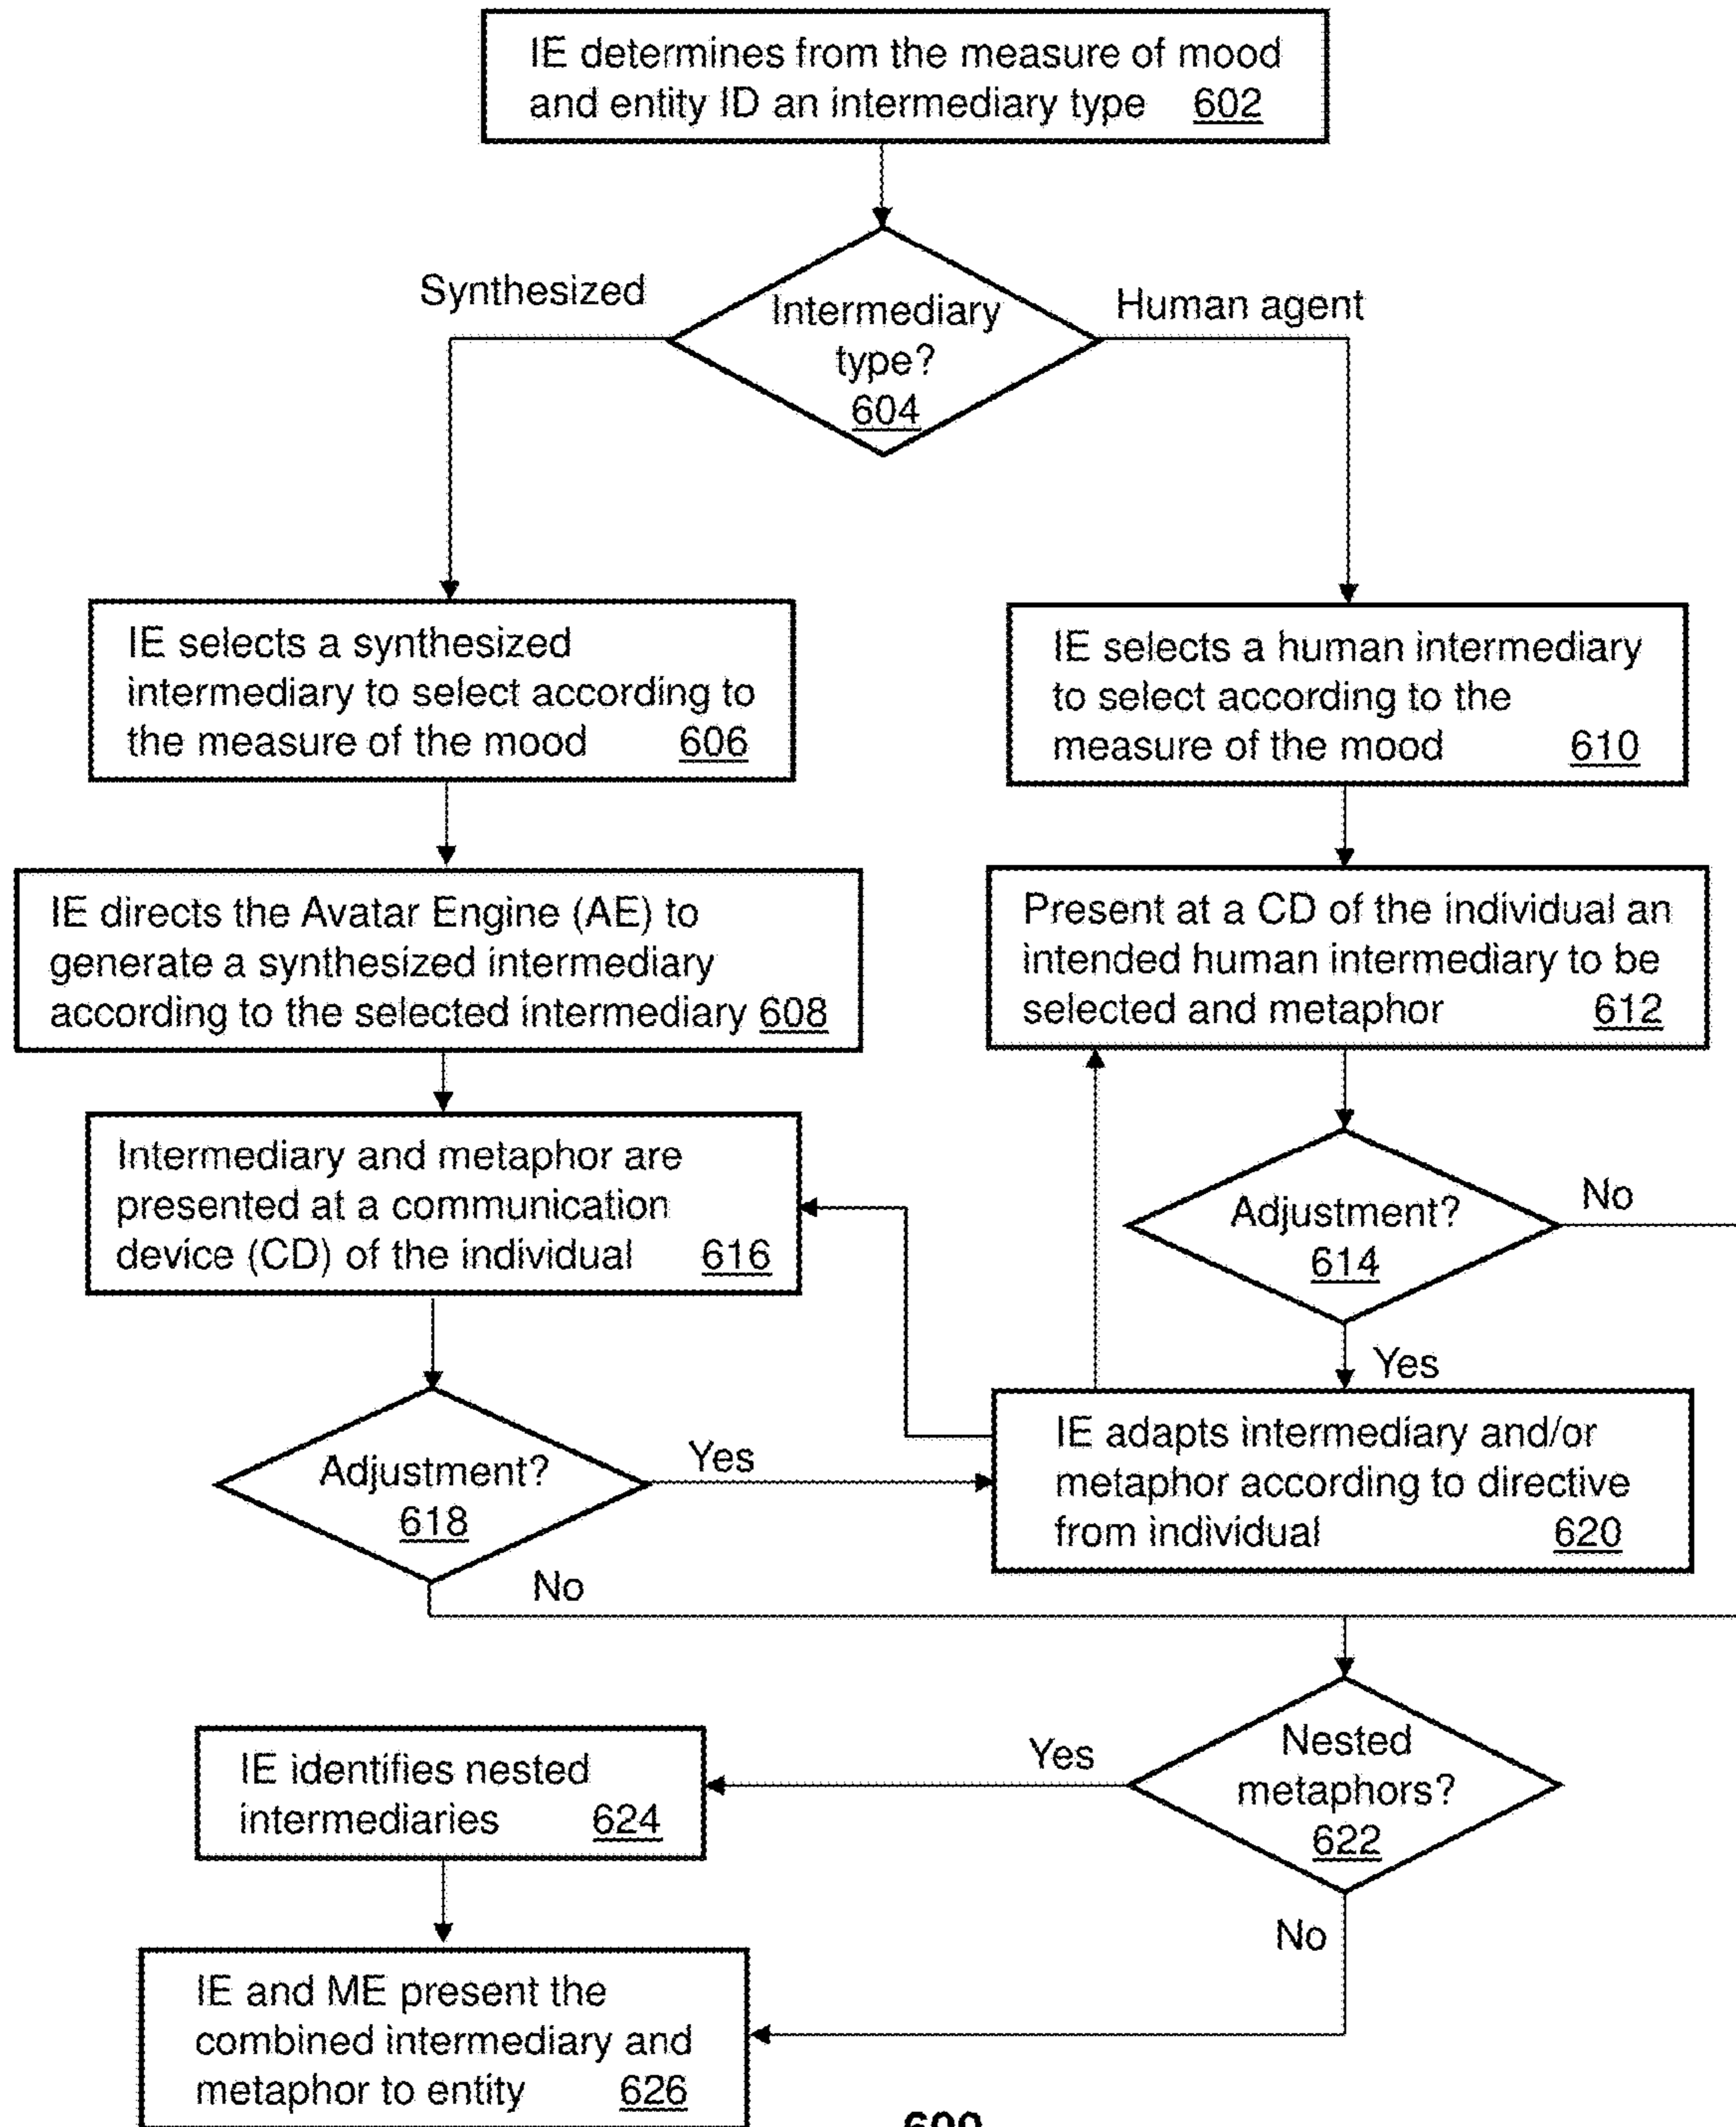 IE determines from the measure of mood
and entity ID an intermediary type 602
Synthesized
Human agent
Intermediary
type?
604
IE selects a synthesized
intermediary to select according to
the measure of the mood 606
IE selects a human intermediary
to select according to the
measure of the mood 610
IE directs the Avatar Engine (AE) to
generate a synthesized intermediary
according to the selected intermediary 608
Present at a CD of the individual an
intended human intermediary to be
selected and metaphor 612
Intermediary and metaphor are
presented at a communication
device (CD) of the individual 616
Adjustment?
614
No
Yes
Adjustment?
618
Yes
No
IE adapts intermediary and/or
metaphor according to directive
from individual 620
Nested
metaphors?
622
Yes
No
IE identifies nested
intermediaries 624
IE and ME present the
combined intermediary and
metaphor to entity 626